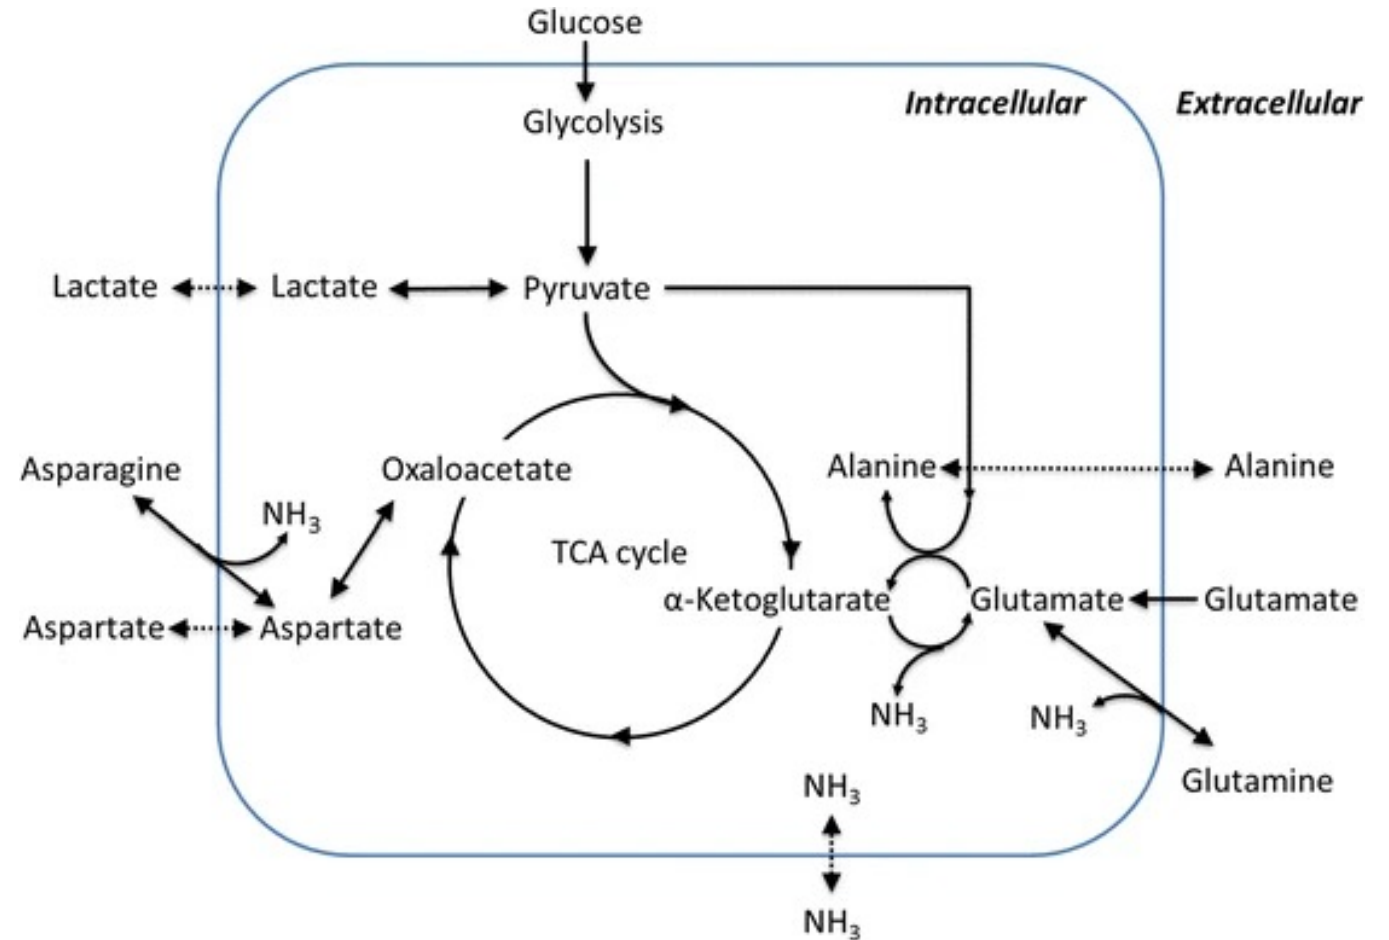 Glucose
Intracellular Extracellular
Glycolysis
Lactate Lactate Pyruvate
Asparagine Oxaloacetate Alanine Alanine
NH₃
TCA cycle
α-Ketoglutarate Glutamate Glutamate
Aspartate Aspartate
NH₃ NH₃
Glutamine
NH₃
NH₃